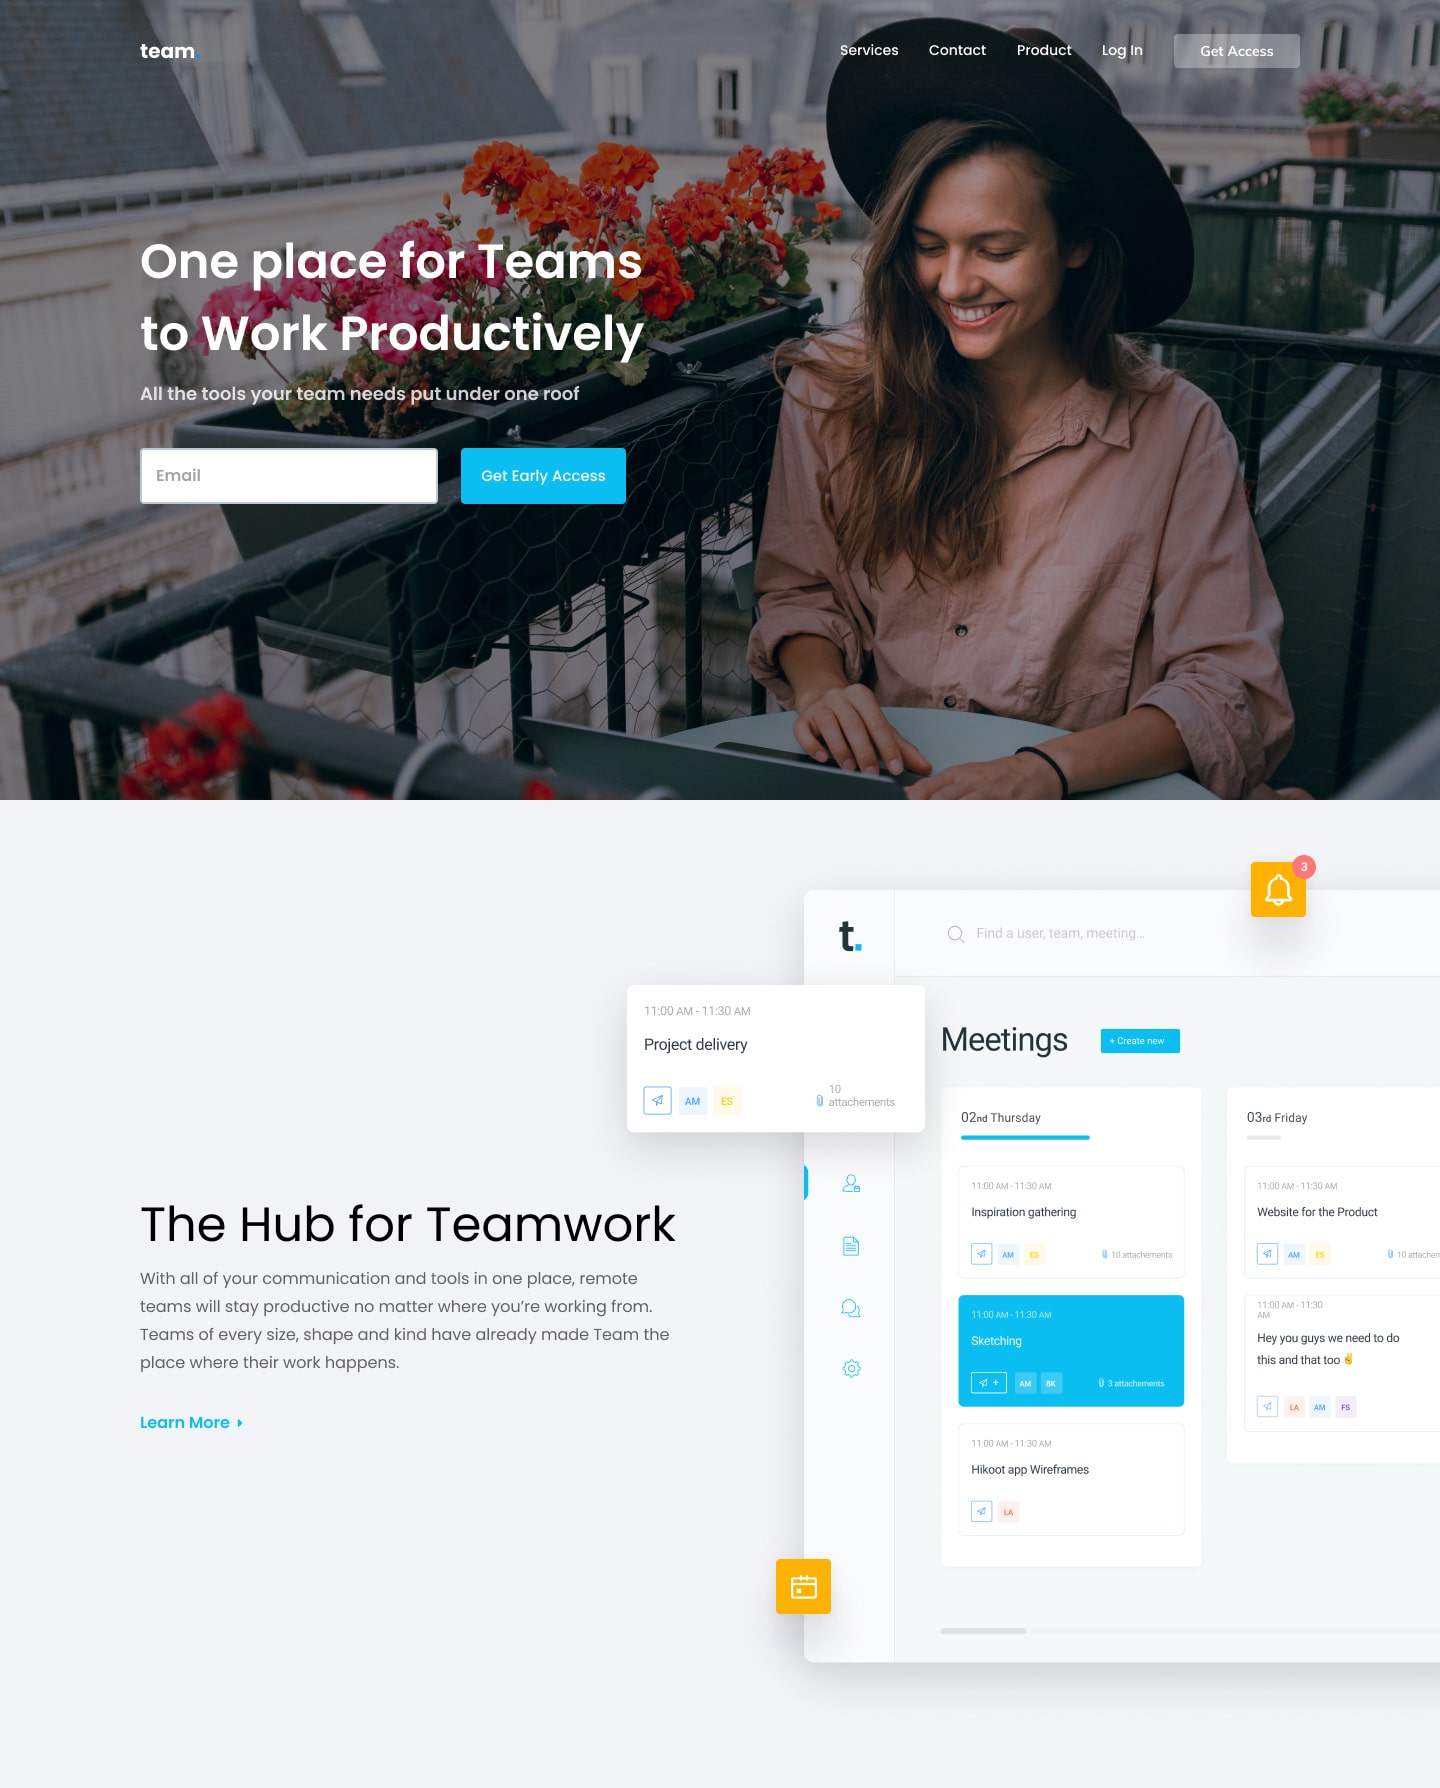 team.
Services
Contact
Product
Log In
Get Access
One place for Teams
to Work Productively
All the tools your team needs put under one roof
Email
Get Early Access
3
t.
Find a user, team, meeting...
11:00 AM - 11:30 AM
Project delivery
AM
ES
10
attachements
Meetings
+ Create new
02nd Thursday
11:00 AM - 11:30 AM
Inspiration gathering
AM
ES
10 attachements
11:00 AM - 11:30 AM
Sketching
+
AM
BK
3 attachements
11:00 AM - 11:30 AM
Hikoot app Wireframes
LA
03rd Friday
11:00 AM - 11:30 AM
Website for the Product
AM
ES
10 attachem
11:00 AM - 11:30
AM
Hey you guys we need to do
this and that too ✌️
LA
AM
FS
The Hub for Teamwork
With all of your communication and tools in one place, remote
teams will stay productive no matter where you’re working from.
Teams of every size, shape and kind have already made Team the
place where their work happens.
Learn More